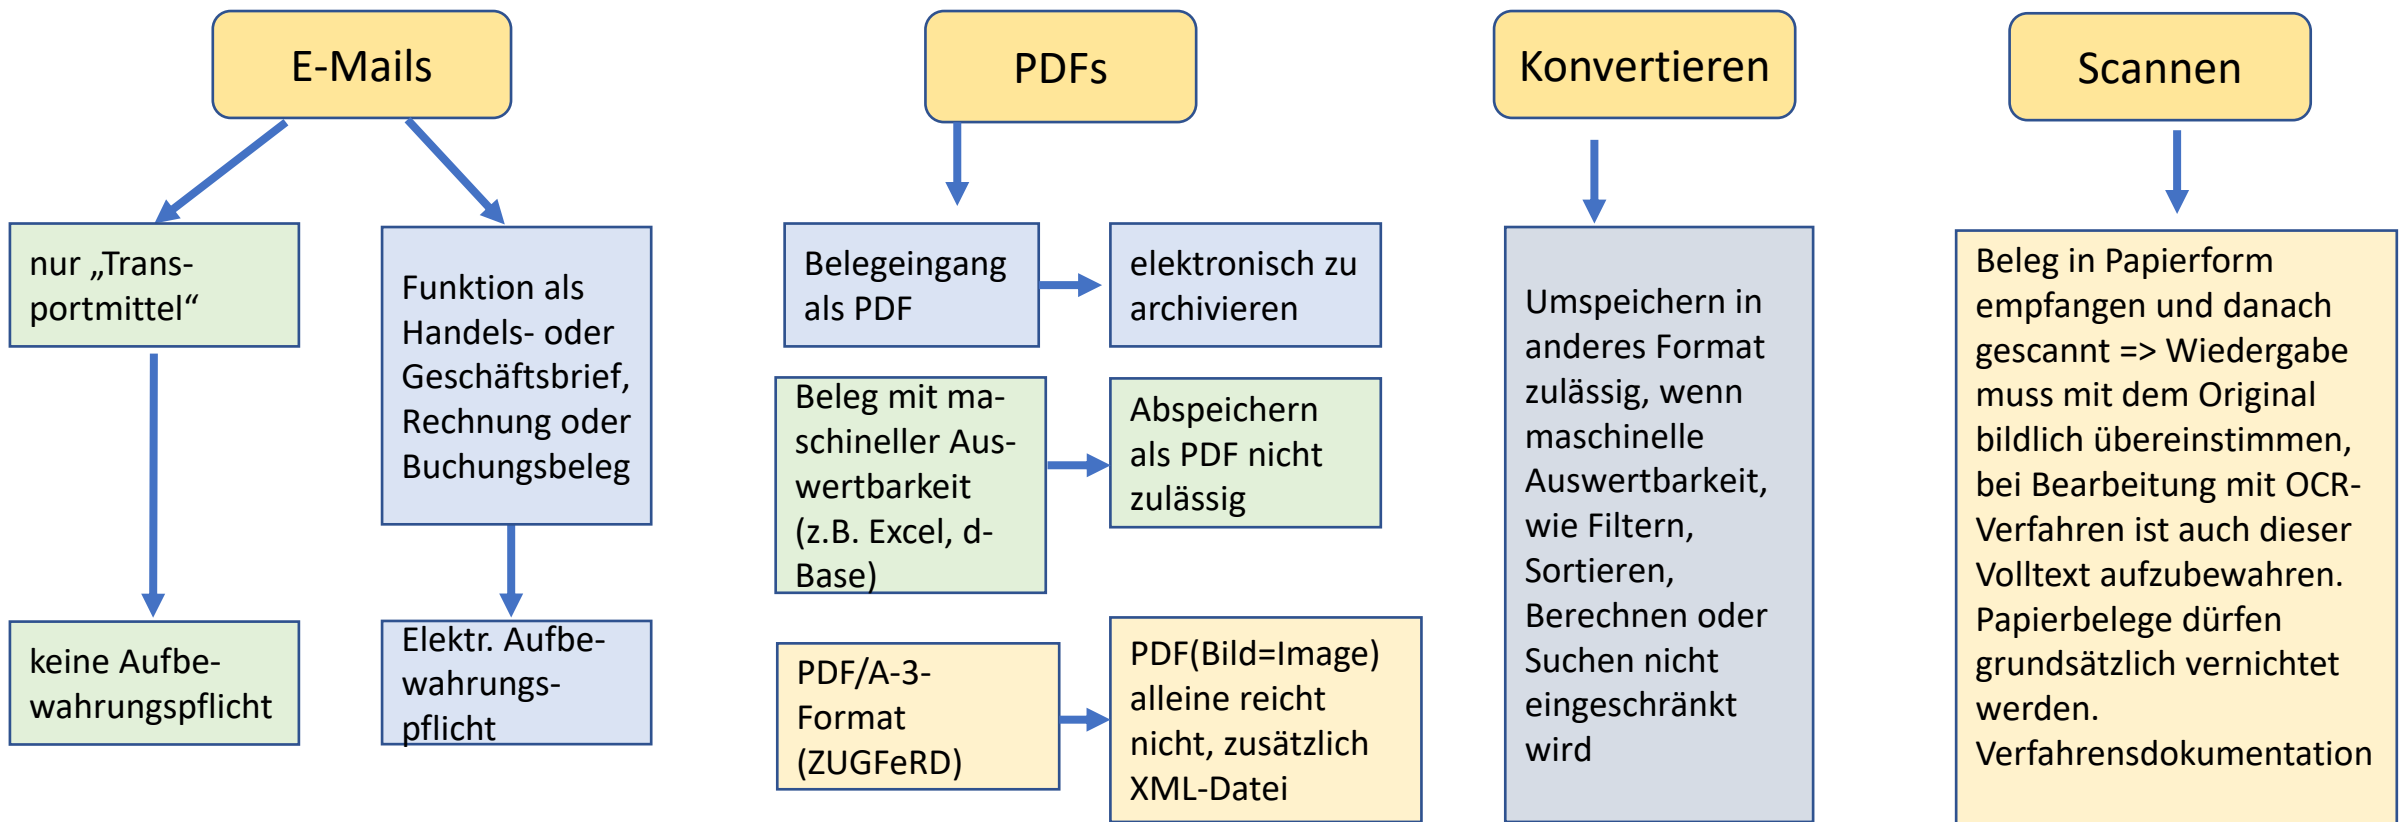 E-Mails
nur „Trans-
portmittel“
keine Aufbe-
wahrungspflicht
Funktion als
Handels- oder
Geschäftsbrief,
Rechnung oder
Buchungsbeleg
Elektr. Aufbe-
wahrungs-
pflicht
PDFs
Belegeingang
als PDF
elektronisch zu
archivieren
Beleg mit ma-
schineller Aus-
wertbarkeit
(z.B. Excel, d-
Base)
Abspeichern
als PDF nicht
zulässig
PDF/A-3-
Format
(ZUGFeRD)
PDF(Bild=Image)
alleine reicht
nicht, zusätzlich
XML-Datei
Konvertieren
Umspeichern in
anderes Format
zulässig, wenn
maschinelle
Auswertbarkeit,
wie Filtern,
Sortieren,
Berechnen oder
Suchen nicht
eingeschränkt
wird
Scannen
Beleg in Papierform
empfangen und danach
gescannt => Wiedergabe
muss mit dem Original
bildlich übereinstimmen,
bei Bearbeitung mit OCR-
Verfahren ist auch dieser
Volltext aufzubewahren.
Papierbelege dürfen
grundsätzlich vernichtet
werden.
Verfahrensdokumentation